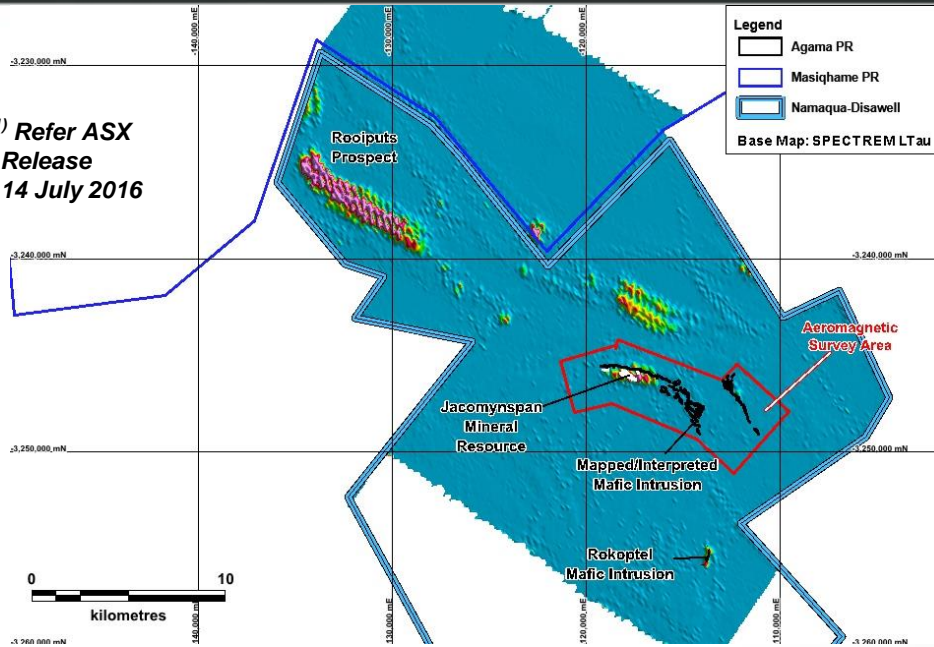 -140.000 mE
-130.000 mE
-120.000 mE
Legend
Agama PR
Masiqhame PR
Namaqua-Disawell
Base Map: SPECTREM LTau
-3.230.000 mN
) Refer ASX
Release
14 July 2016
Rooiputs
Prospect
-3.240.000 mN
-3.240.000 mN
Aeromagnetic
Survey Area
Jacomynspan
Mineral
Resource
-3.250.000 mN
-3.250.000 mN
Mapped/Interpreted
Mafic Intrusion
Rokoptel
Mafic Intrusion
0 10
kilometres
-140.000 mE
-130.000 mE
-120.000 mE
-110.000 mE
-3.260.000 mN
-3.260.000 mN